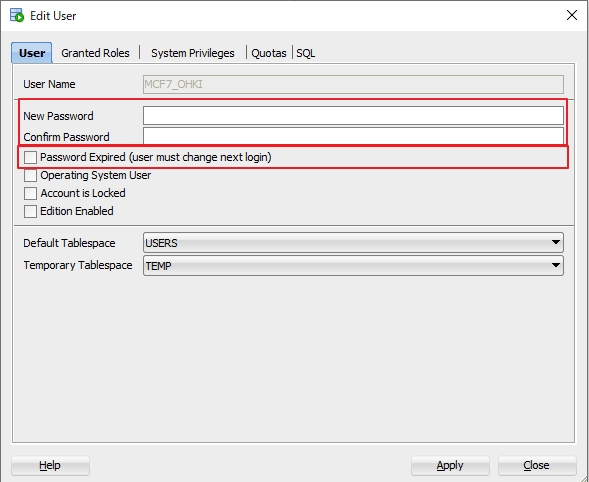 Edit User
User Granted Roles System Privileges Quotas SQL
User Name MCF7_OHKI
New Password
Confirm Password
Password Expired (user must change next login)
Operating System User
Account is Locked
Edition Enabled
Default Tablespace USERS
Temporary Tablespace TEMP
Help Apply Close